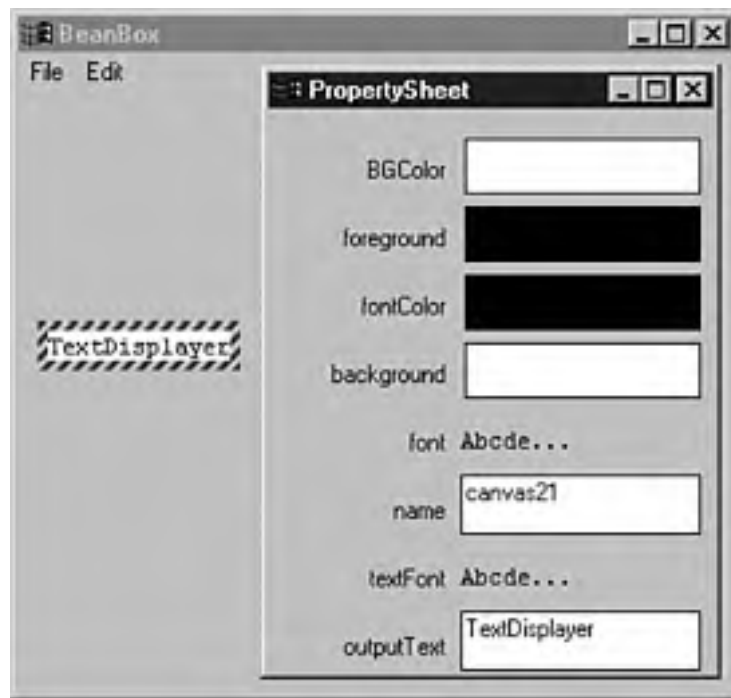 BeanBox
File Edit
PropertySheet
BGColor
foreground
fontColor
TextDisplayer
background
font Abcde...
name canvas21
textFont Abcde...
outputText TextDisplayer